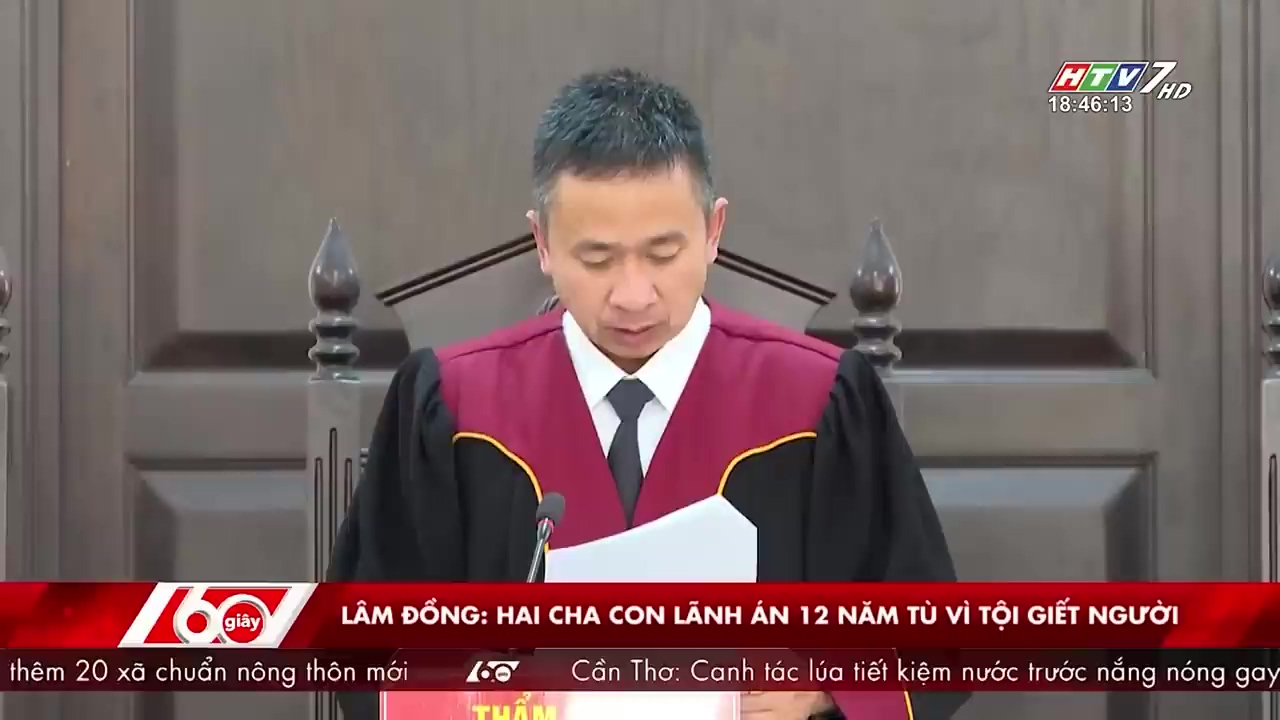 HTV7 HD
18:46:13
60 giây LÂM ĐỒNG: HAI CHA CON LÃNH ÁN 12 NĂM TÙ VÌ TỘI GIẾT NGƯỜI
thêm 20 xã chuẩn nông thôn mới 60giây Cần Thơ: Canh tác lúa tiết kiệm nước trước nắng nóng gay
THẨM